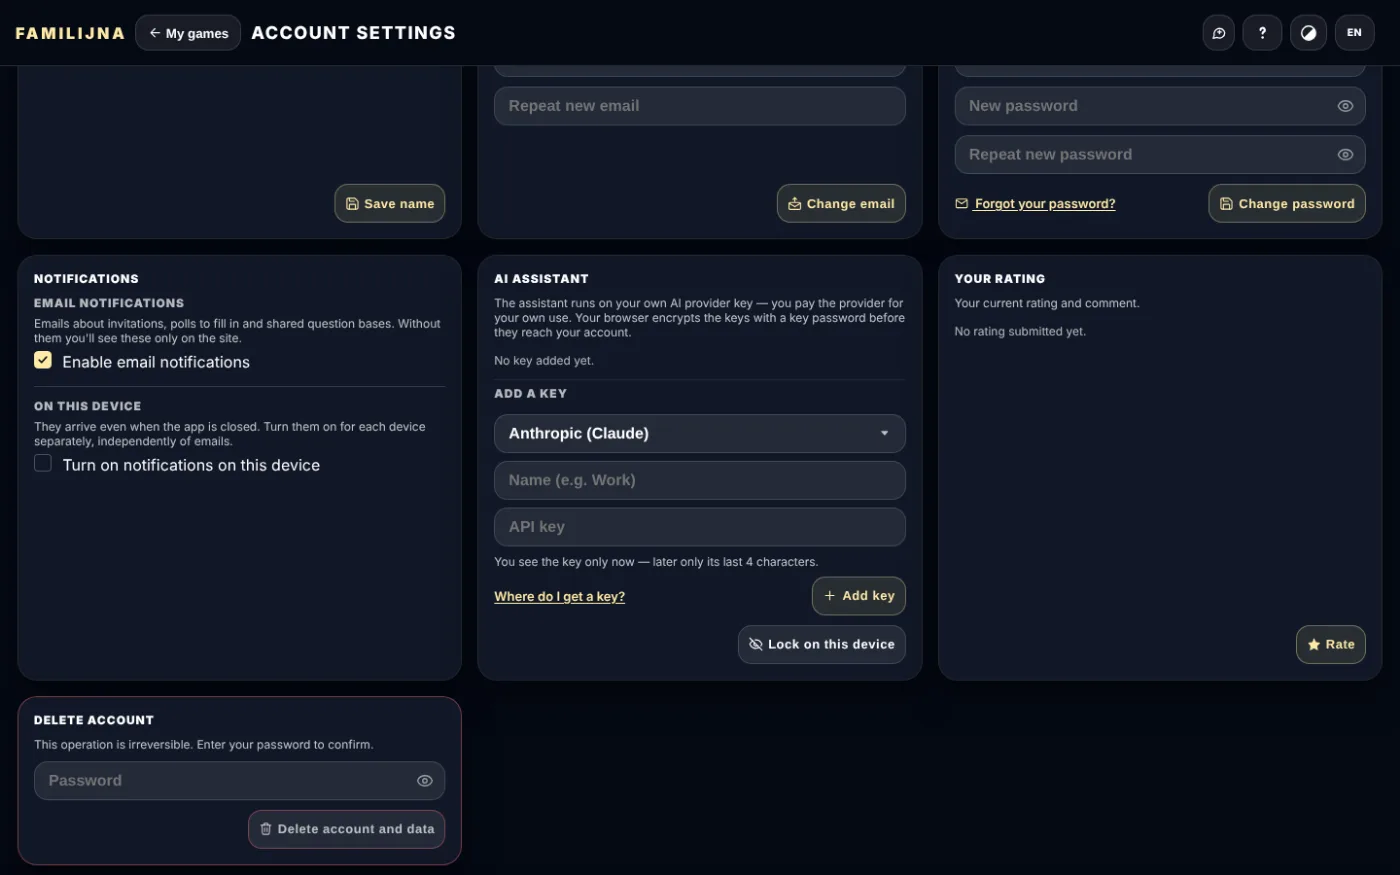 FAMILIJNA
My games
ACCOUNT SETTINGS
?
EN
Repeat new email
New password
Repeat new password
Save name
Change email
Forgot your password?
Change password
NOTIFICATIONS
EMAIL NOTIFICATIONS
Emails about invitations, polls to fill in and shared question bases. Without
them you'll see these only on the site.
Enable email notifications
ON THIS DEVICE
They arrive even when the app is closed. Turn them on for each device
separately, independently of emails.
Turn on notifications on this device
AI ASSISTANT
The assistant runs on your own AI provider key — you pay the provider for
your own use. Your browser encrypts the keys with a key password before
they reach your account.
No key added yet.
ADD A KEY
Anthropic (Claude)
Name (e.g. Work)
API key
You see the key only now — later only its last 4 characters.
Where do I get a key?
Add key
Lock on this device
YOUR RATING
Your current rating and comment.
No rating submitted yet.
Rate
DELETE ACCOUNT
This operation is irreversible. Enter your password to confirm.
Password
Delete account and data